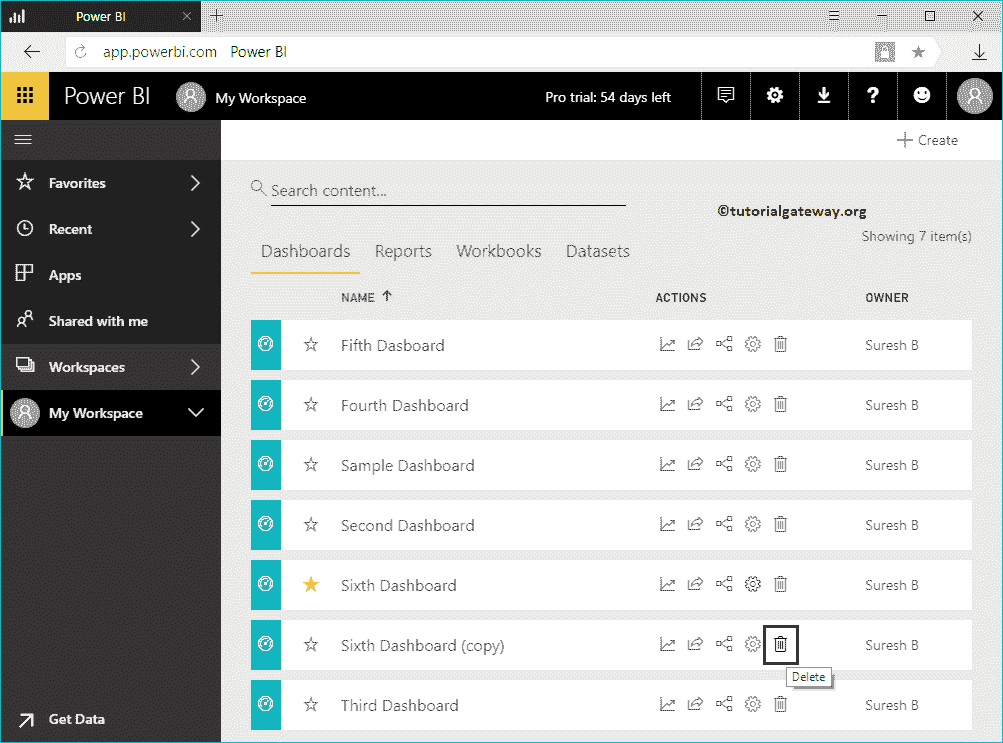 Power BI
app.powerbi.com Power BI
Power BI My Workspace Pro trial: 54 days left ?
Create
Favorites
Recent
Apps
Shared with me
Workspaces
My Workspace
Get Data
Search content...
©tutorialgateway.org
Showing 7 item(s)
Dashboards Reports Workbooks Datasets
NAME ACTIONS OWNER
Fifth Dasboard Suresh B
Fourth Dashboard Suresh B
Sample Dashboard Suresh B
Second Dashboard Suresh B
Sixth Dashboard Suresh B
Sixth Dashboard (copy) Suresh B
Delete
Third Dashboard Suresh B